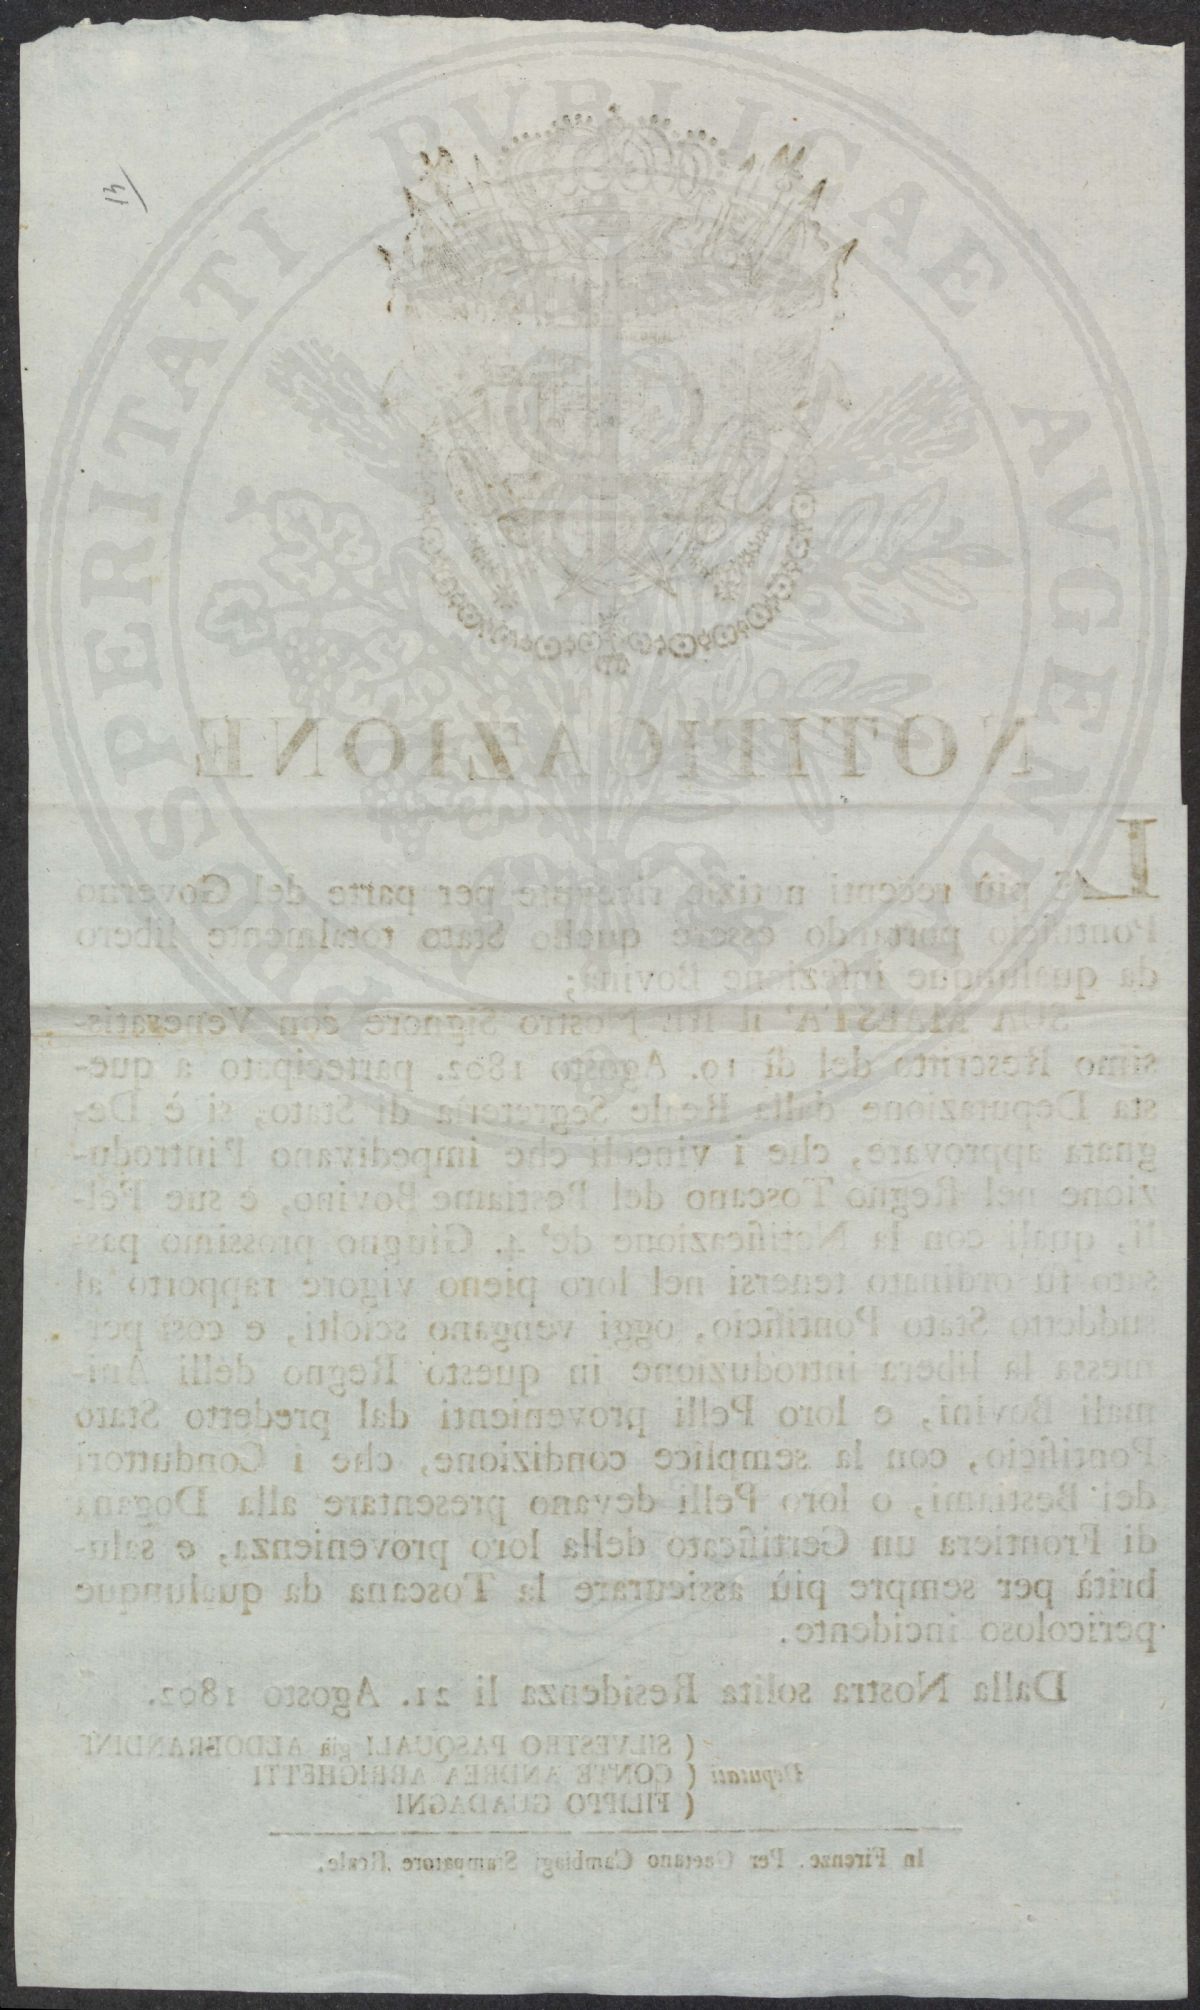 13
PROSPERITATI PVBLICAE AVGENDAE
NOTIFICAZIONE
LE più recenti notizie ricevute per parte del Governo
Pontificio portando essere quello Stato totalmente libero
da qualunque infezione Bovina;
SUA MAESTA' il RE Nostro Signore con Veneratis-
simo Rescritto del dì 19. Agosto 1802. partecipato a que-
sta Deputazione dalla Reale Segreteria di Stato, si è De-
gnata approvare, che i vincoli che impedivano l'introdu-
zione nel Regno Toscano del Bestiame Bovino, e sue Pel-
li, quali con la Notificazione de' 4. Giugno prossimo pas-
sato fù ordinato tenersi nel loro pieno vigore rapporto al
suddetto Stato Pontificio, oggi vengano sciolti, e così per-
messa la libera introduzione in questo Regno delli Ani-
mali Bovini, e loro Pelli provenienti dal predetto Stato
Pontificio, con la semplice condizione, che i Conduttori
dei Bestiami, o loro Pelli devano presentare alla Dogana
di Frontiera un Certificato della loro provenienza, e salu-
brità per sempre più assicurare la Toscana da qualunque
pericoloso incidente.
Dalla Nostra solita Residenza li 21. Agosto 1802.
( SILVESTRO PASQUALI già ALDOBRANDINI
Deputati ( CONTE ANDREA ARRIGHETTI
( FILIPPO GUADAGNI
In Firenze. Per Gaetano Cambiagi Stampatore Reale.